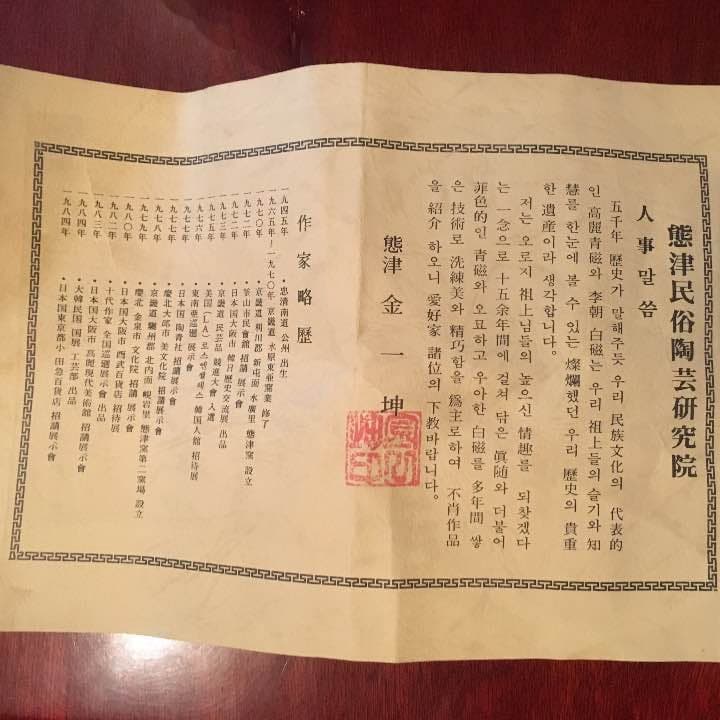 熊津民俗陶芸研究院
人事말씀
五千年 歷史가 말해주듯 우리 民族文化의 代表的
인 高麗青磁와 李朝 白磁는 우리 祖上들의 슬기와 知
慧를 한눈에 볼 수 있는 燦爛했던 우리 歷史의 貴重
한 遺産이라 생각합니다.
저는 오로지 祖上님들의 높으신 情趣를 되찾겠다
는 一念으로 十五余年間에 걸쳐 닦은 眞随와 더불어
菲色的인 青磁와 오묘하고 우아한 白磁를 多年間 쌓
은 技術로 洗練美와 精巧함을 爲主로하여 不肖作品
을 紹介 하오니 愛好家 諸位의 下教바랍니다。
熊津 金一坤
作家略歷
一九四五年 • 忠清南道 公州 出生
一九六五年─一九七〇年 京畿道 水原東亜窯業 修了
一九七〇年 • 京畿道 利川郡 新屯面 水廣里 熊津窯 設立
一九七二年 • 釜山市民會館 招請 展示會
一九七二年 • 日本国大阪市 韓日歷史交流展 出品
一九七三年 • 京畿道 民芸品 競進大會 入選
一九七五年 • 美国(LA)로스엔젤레스 韓国人館 招待展
一九七六年 • 東南亜巡廻 展示會
一九七七年 • 日本国 陶青社 招請展示會
一九七七年 • 慶北大邱市 美文化院 招請展示會
一九七八年 • 京畿道 驪州郡 北內面 硯岩里 熊津窯第二窯場 設立
一九七九年 • 慶北 金泉市 文化院 招請 展示會
一九八〇年 • 日本国大阪市 西武百貨店 招待展
一九八二年 • 十代作家 全国巡廻展示會 出品
一九八三年 • 日本国大阪市 高麗現代美術館 招請展示會
一九八四年 • 大韓民国 国展 工芸部 出品
一九八四年 • 日本国東京都 小田急百貨店 招請展示會